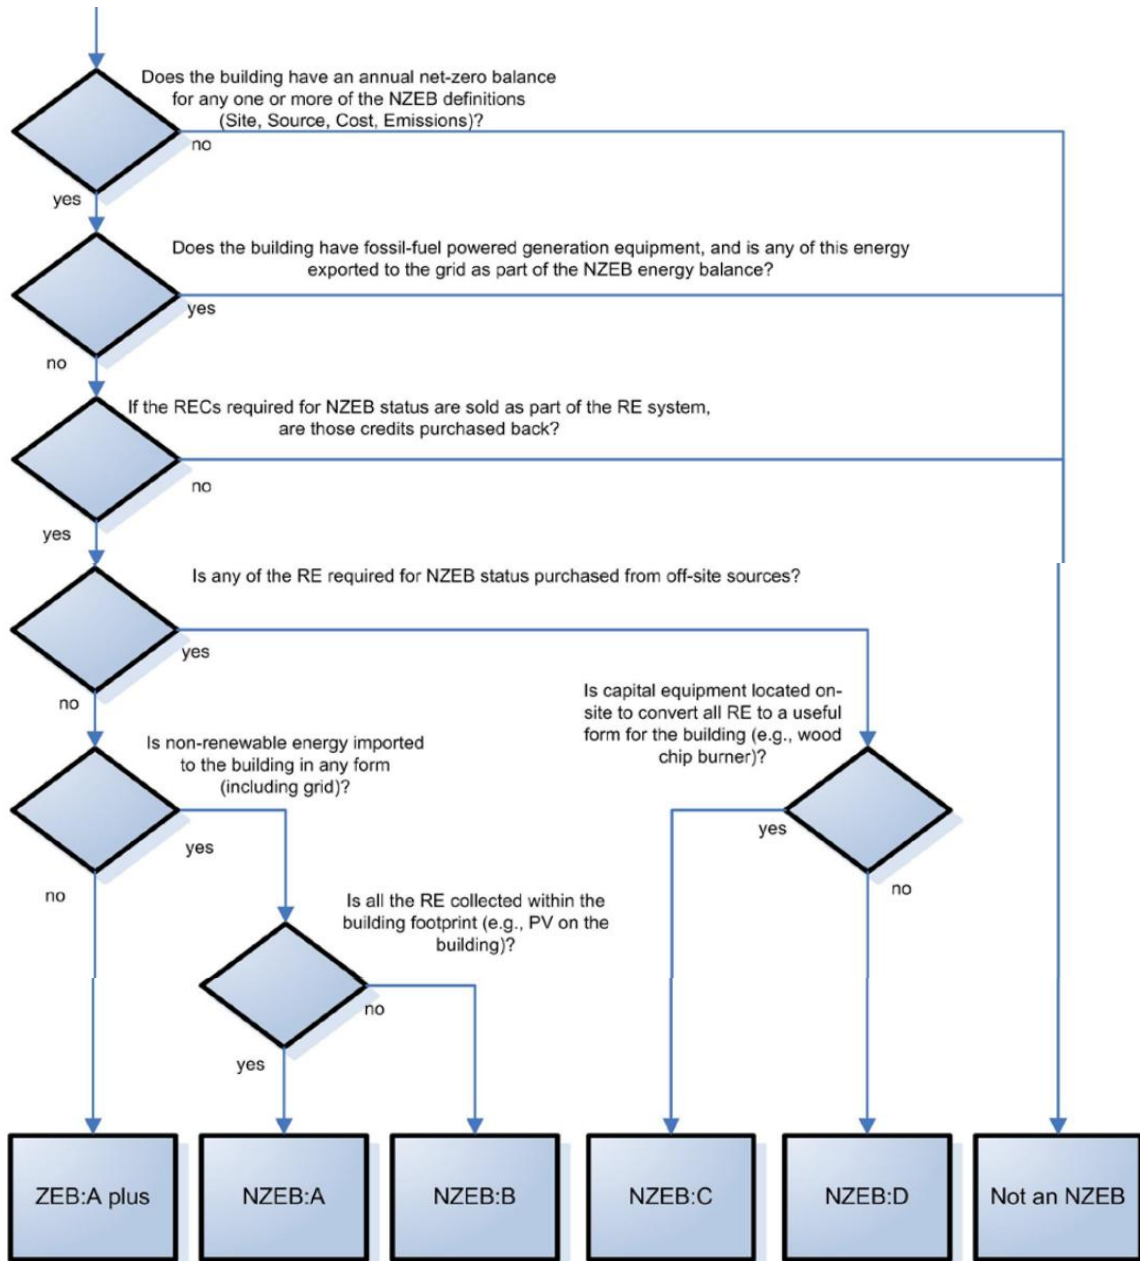 Does the building have an annual net-zero balance
for any one or more of the NZEB definitions
(Site, Source, Cost, Emissions)?
no
yes
Does the building have fossil-fuel powered generation equipment, and is any of this energy
exported to the grid as part of the NZEB energy balance?
yes
no
If the RECs required for NZEB status are sold as part of the RE system,
are those credits purchased back?
no
yes
Is any of the RE required for NZEB status purchased from off-site sources?
yes
no
Is capital equipment located on-
site to convert all RE to a useful
form for the building (e.g., wood
chip burner)?
yes
no
Is non-renewable energy imported
to the building in any form
(including grid)?
yes
no
Is all the RE collected within the
building footprint (e.g., PV on the
building)?
no
yes
ZEB:A plus
NZEB:A
NZEB:B
NZEB:C
NZEB:D
Not an NZEB